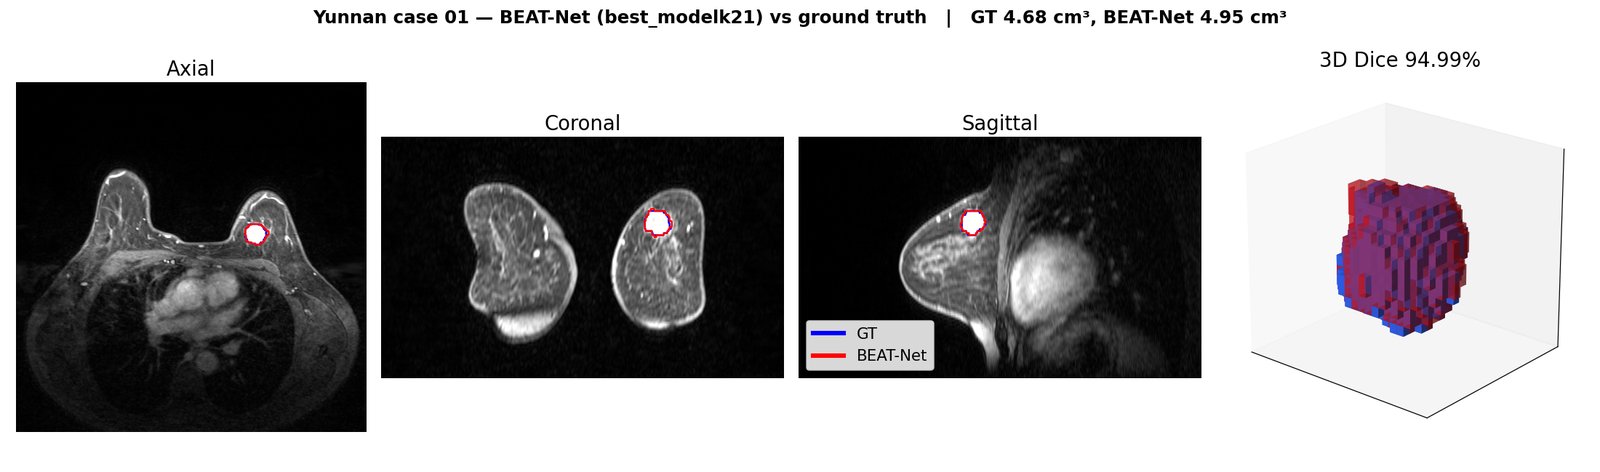 Yunnan case 01 — BEAT-Net (best_modelk21) vs ground truth   |   GT 4.68 cm³, BEAT-Net 4.95 cm³
Axial
Coronal
Sagittal
3D Dice 94.99%
GT
BEAT-Net